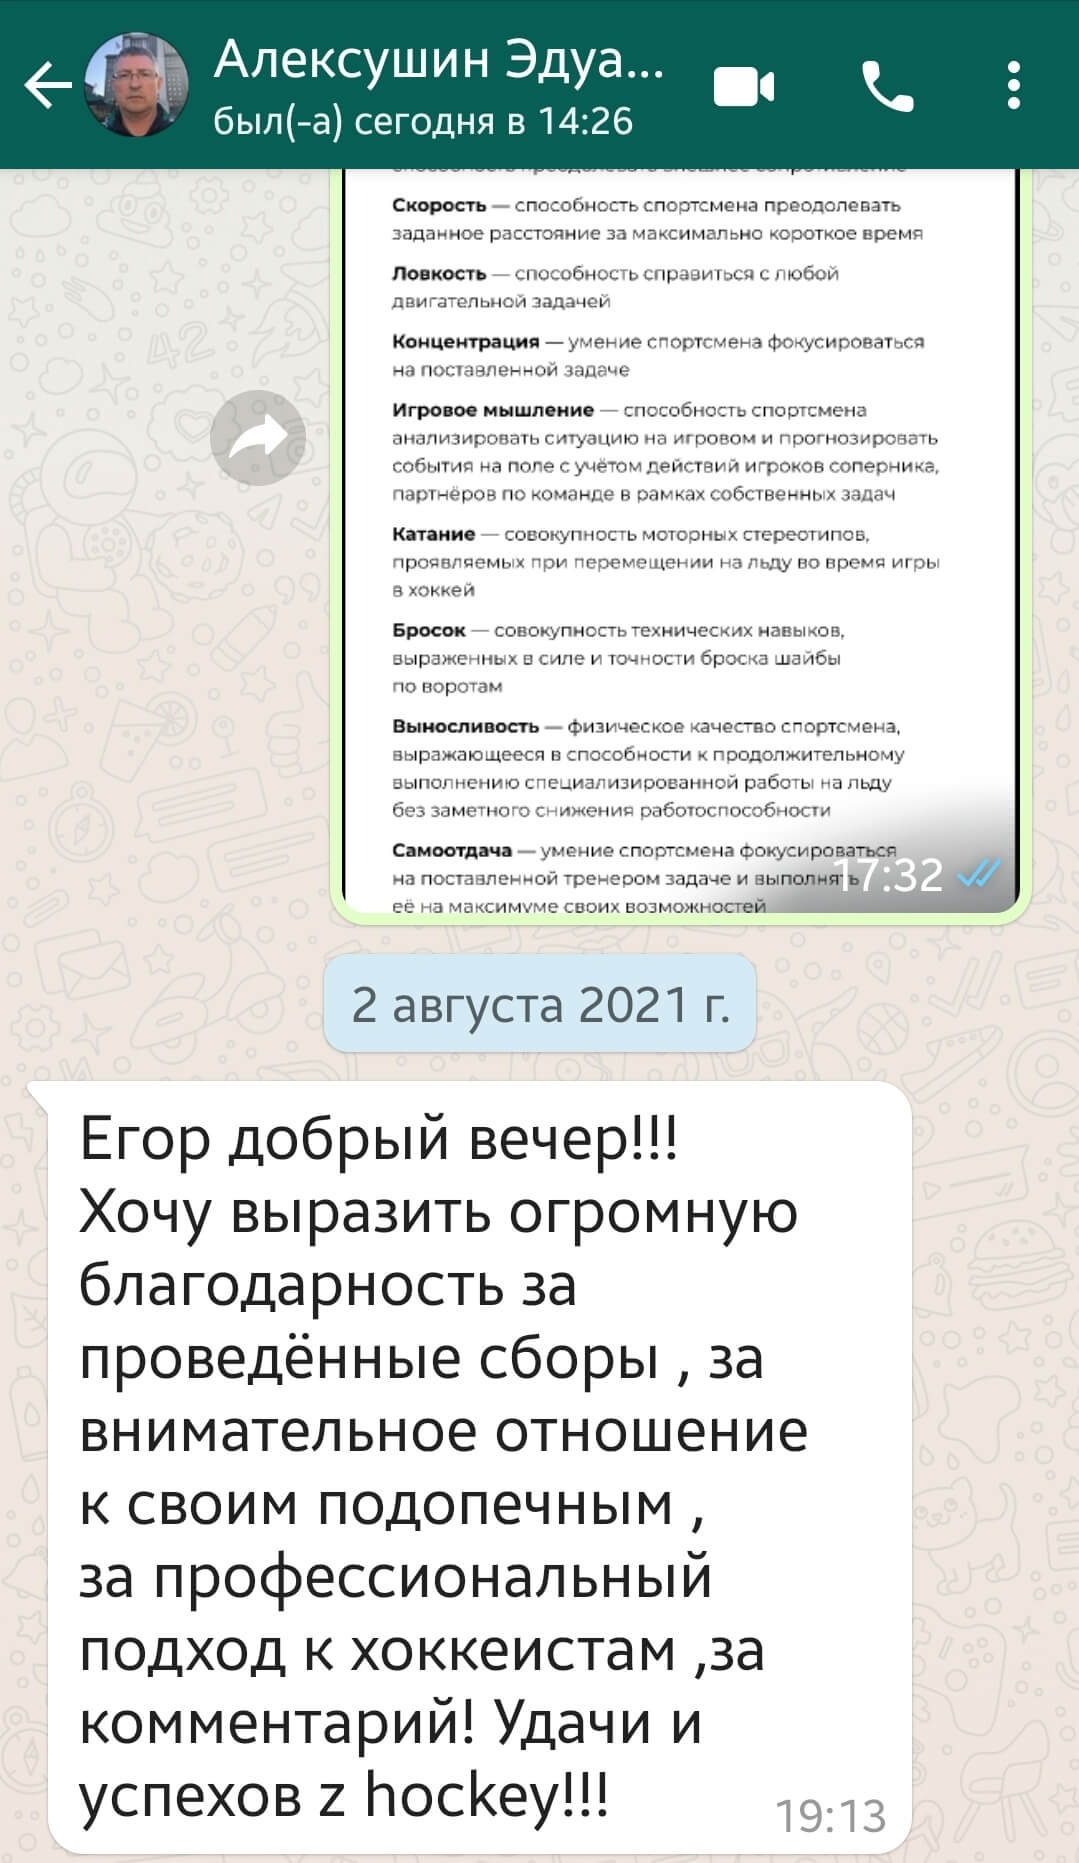 Алексушин Эдуа...
был(-а) сегодня в 14:26
способность преодолевать внешнее сопротивление
Скорость — способность спортсмена преодолевать
заданное расстояние за максимально короткое время
Ловкость — способность справиться с любой
двигательной задачей
Концентрация — умение спортсмена фокусироваться
на поставленной задаче
Игровое мышление — способность спортсмена
анализировать ситуацию на игровом и прогнозировать
события на поле с учётом действий игроков соперника,
партнёров по команде в рамках собственных задач
Катание — совокупность моторных стереотипов,
проявляемых при перемещении на льду во время игры
в хоккей
Бросок — совокупность технических навыков,
выраженных в силе и точности броска шайбы
по воротам
Выносливость — физическое качество спортсмена,
выражающееся в способности к продолжительному
выполнению специализированной работы на льду
без заметного снижения работоспособности
Самоотдача — умение спортсмена фокусироваться
на поставленной тренером задаче и выполнять
её на максимуме своих возможностей
17:32
2 августа 2021 г.
Егор добрый вечер!!!
Хочу выразить огромную
благодарность за
проведённые сборы , за
внимательное отношение
к своим подопечным ,
за профессиональный
подход к хоккеистам ,за
комментарий! Удачи и
успехов z hockey!!!
19:13